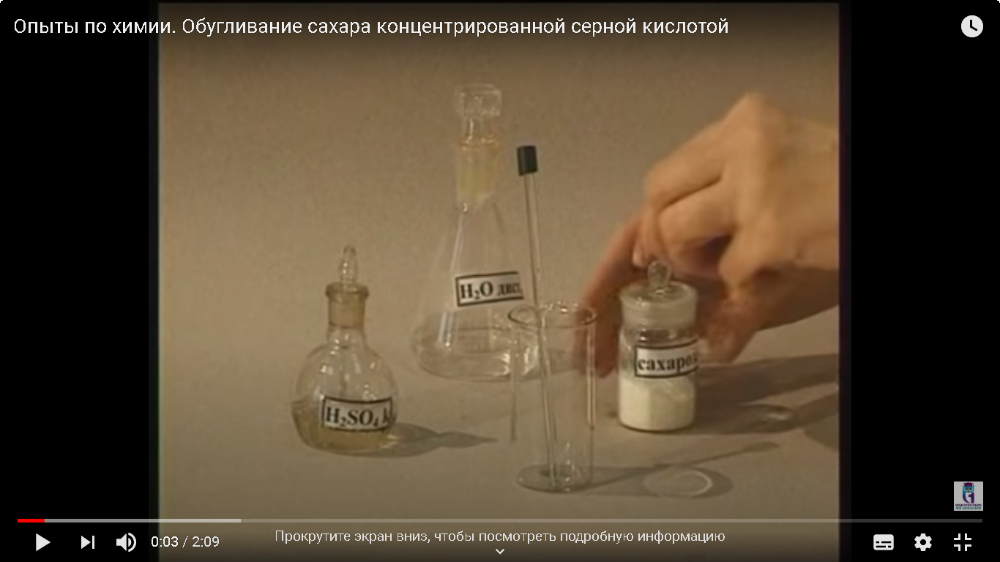 Опыты по химии. Обугливание сахара концентрированной серной кислотой
H₂O дист.
сахароз
H₂SO₄ к
0:03 / 2:09
Прокрутите экран вниз, чтобы посмотреть подробную информацию